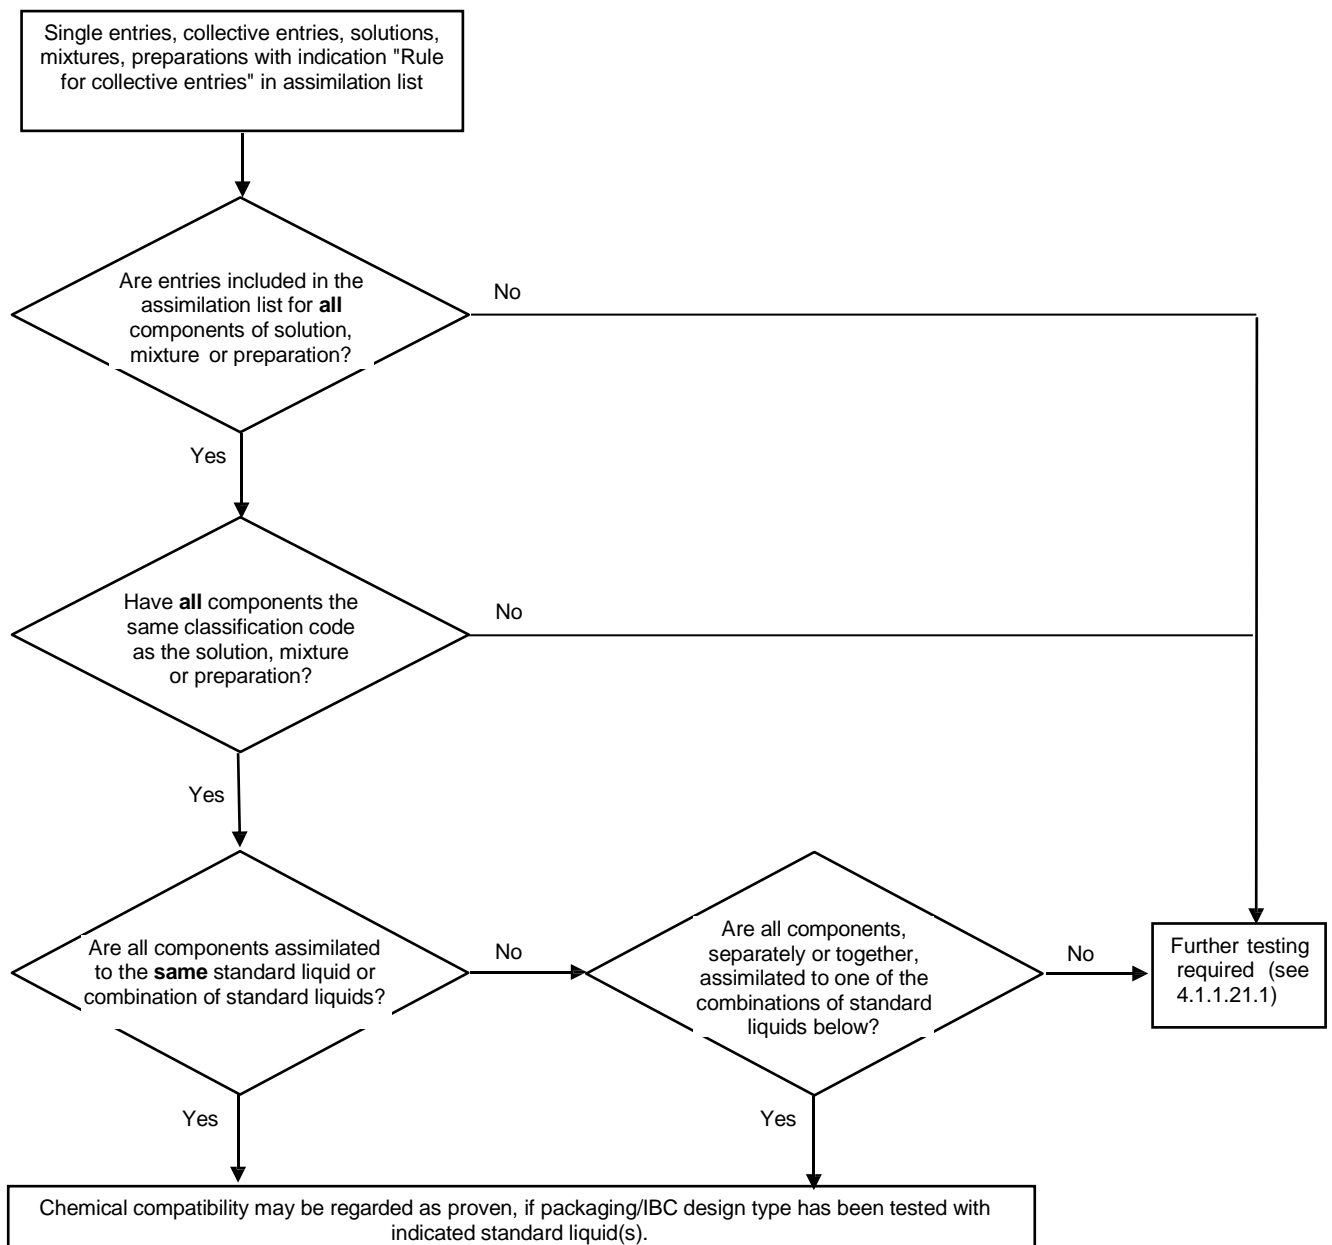 Single entries, collective entries, solutions,
mixtures, preparations with indication "Rule
for collective entries" in assimilation list
Are entries included in the
assimilation list for all
components of solution,
mixture or preparation?
No
Yes
Have all components the
same classification code
as the solution, mixture
or preparation?
No
Yes
Are all components assimilated
to the same standard liquid or
combination of standard liquids?
No
Are all components,
separately or together,
assimilated to one of the
combinations of standard
liquids below?
No
Further testing
required (see
4.1.1.21.1)
Yes
Yes
Chemical compatibility may be regarded as proven, if packaging/IBC design type has been tested with
indicated standard liquid(s).